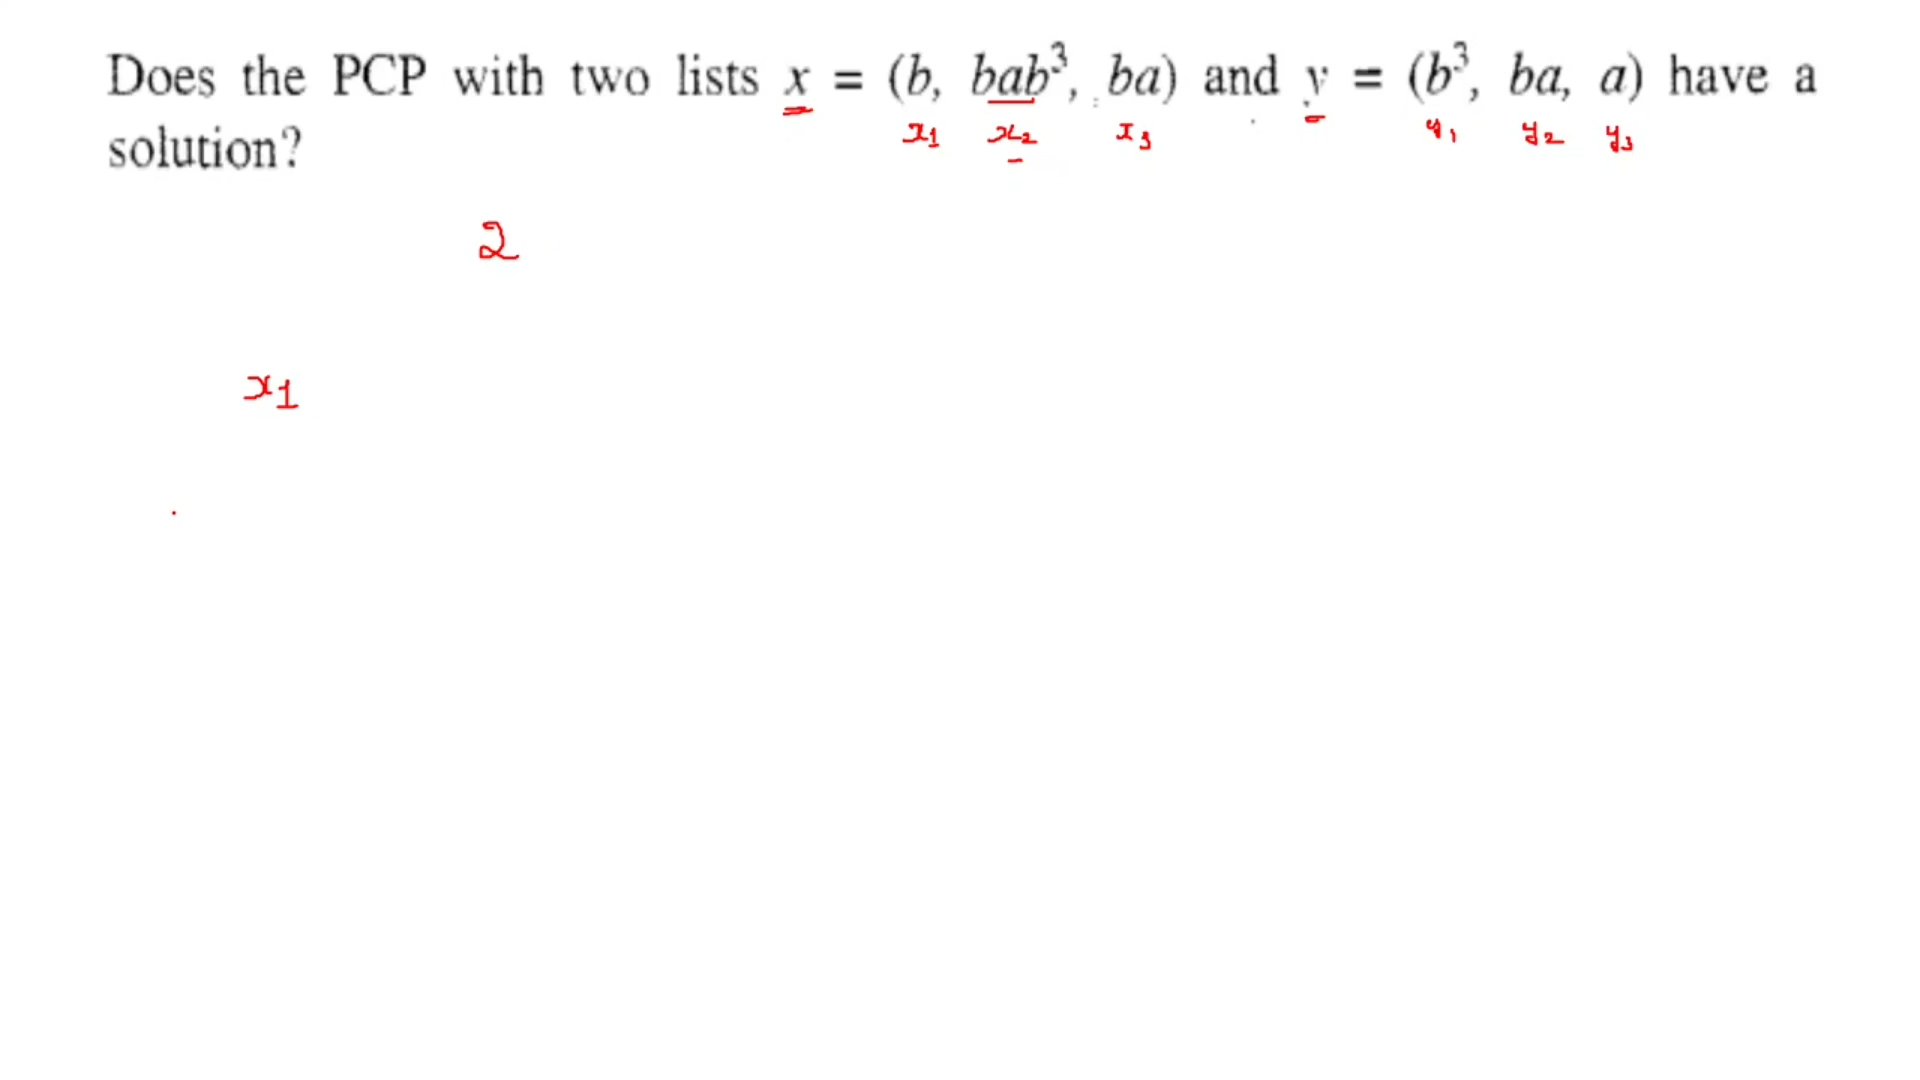 Does the PCP with two lists x = (b, bab³, ba) and y = (b³, ba, a) have a
x1 x2 x3 y1 y2 y3
solution?
2
x1